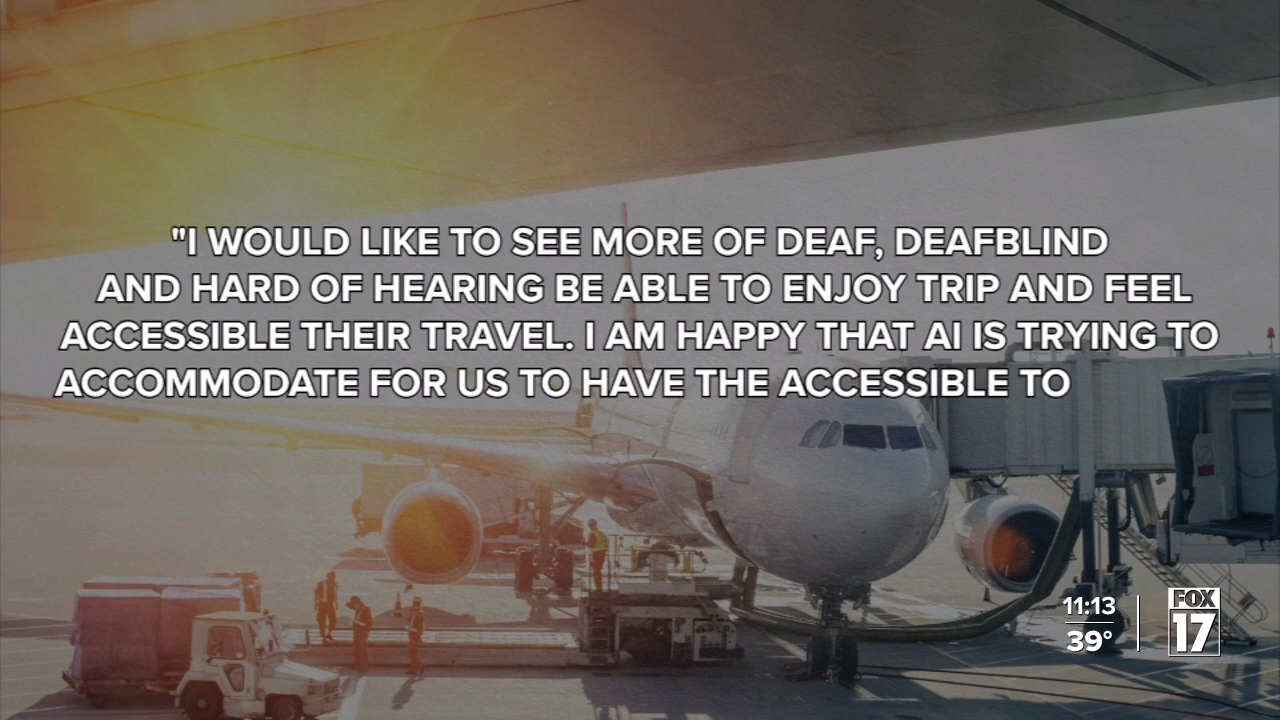 "I WOULD LIKE TO SEE MORE OF DEAF, DEAFBLIND
AND HARD OF HEARING BE ABLE TO ENJOY TRIP AND FEEL
ACCESSIBLE THEIR TRAVEL. I AM HAPPY THAT AI IS TRYING TO
ACCOMMODATE FOR US TO HAVE THE ACCESSIBLE TO
11:13
39°
FOX
17